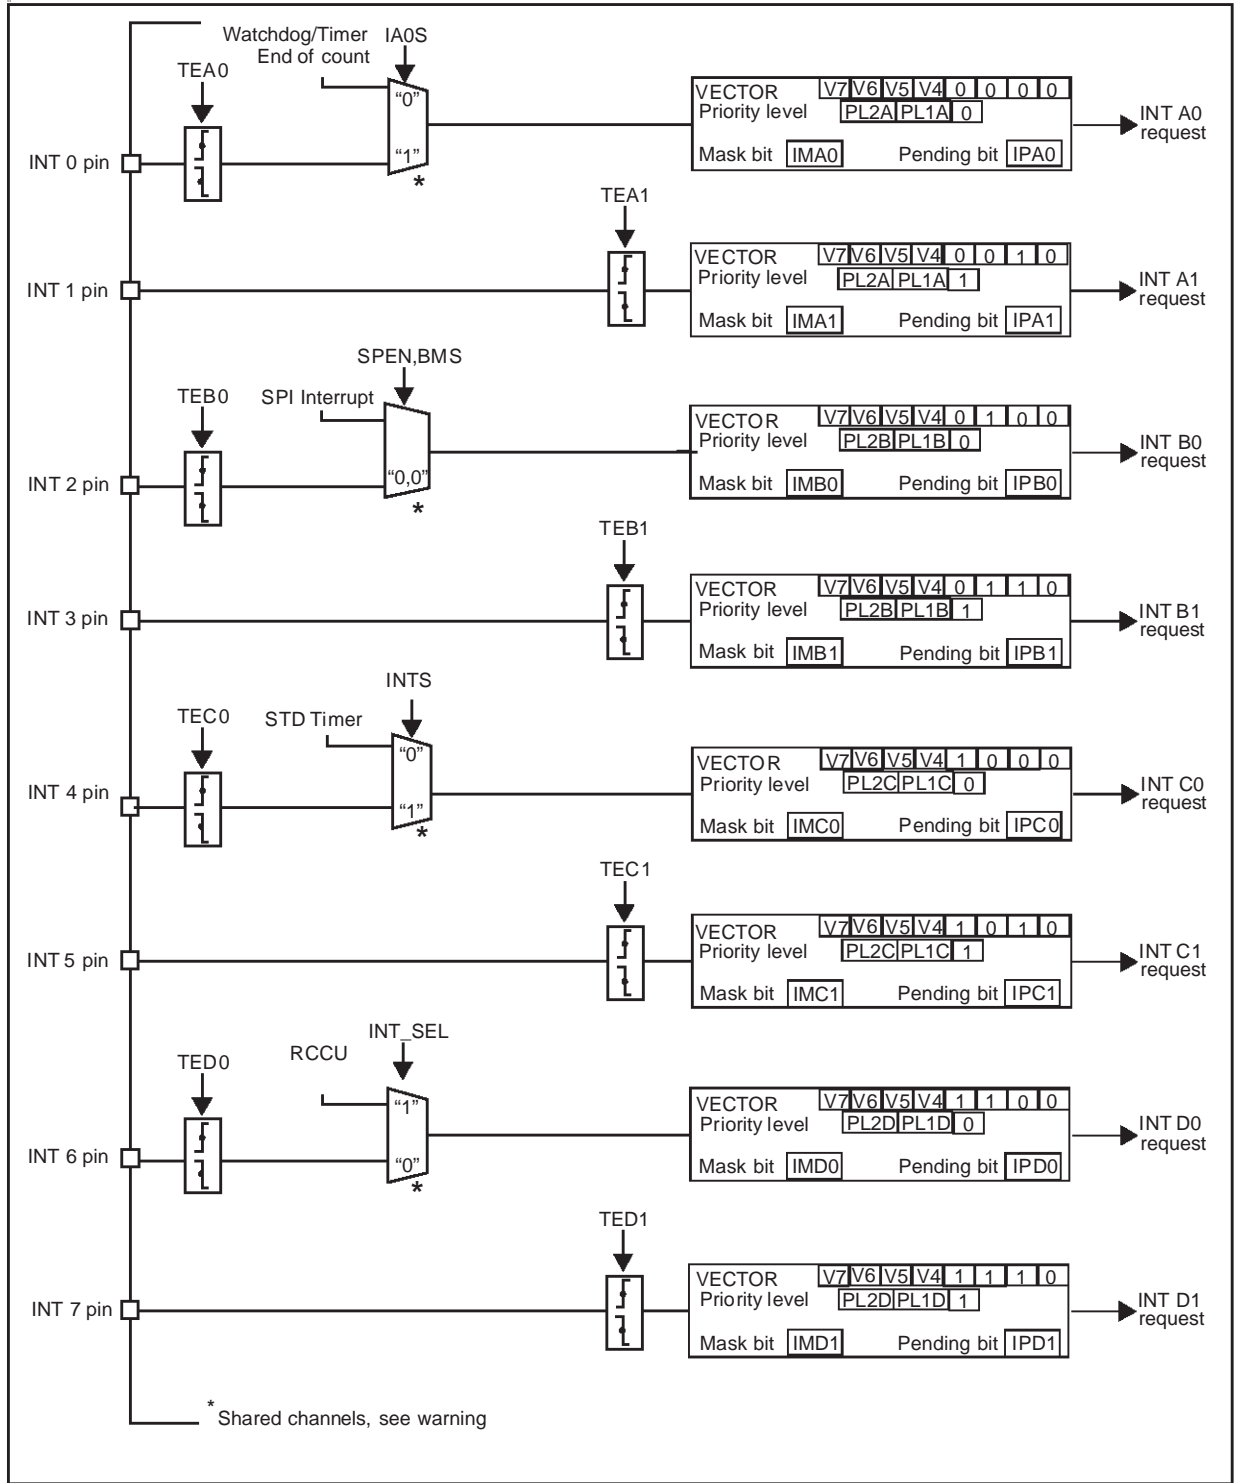 Watchdog/Timer IA0S
End of count
TEA0
"0"
VECTOR V7 V6 V5 V4 0 0 0 0
Priority level PL2A PL1A 0
INT A0
request
INT 0 pin
"1"
Mask bit IMA0 Pending bit IPA0
*
TEA1
VECTOR V7 V6 V5 V4 0 0 1 0
Priority level PL2A PL1A 1
INT A1
request
INT 1 pin
Mask bit IMA1 Pending bit IPA1
SPEN,BMS
TEB0 SPI Interrupt
VECTOR V7 V6 V5 V4 0 1 0 0
Priority level PL2B PL1B 0
INT B0
request
INT 2 pin
"0,0"
Mask bit IMB0 Pending bit IPB0
*
TEB1
VECTOR V7 V6 V5 V4 0 1 1 0
Priority level PL2B PL1B 1
INT B1
request
INT 3 pin
Mask bit IMB1 Pending bit IPB1
INTS
TEC0 STD Timer
"0"
VECTOR V7 V6 V5 V4 1 0 0 0
Priority level PL2C PL1C 0
INT C0
request
INT 4 pin
"1"
Mask bit IMC0 Pending bit IPC0
*
TEC1
VECTOR V7 V6 V5 V4 1 0 1 0
Priority level PL2C PL1C 1
INT C1
request
INT 5 pin
Mask bit IMC1 Pending bit IPC1
INT_SEL
TED0 RCCU
"1"
VECTOR V7 V6 V5 V4 1 1 0 0
Priority level PL2D PL1D 0
INT D0
request
INT 6 pin
"0"
Mask bit IMD0 Pending bit IPD0
*
TED1
VECTOR V7 V6 V5 V4 1 1 1 0
Priority level PL2D PL1D 1
INT D1
request
INT 7 pin
Mask bit IMD1 Pending bit IPD1
* Shared channels, see warning